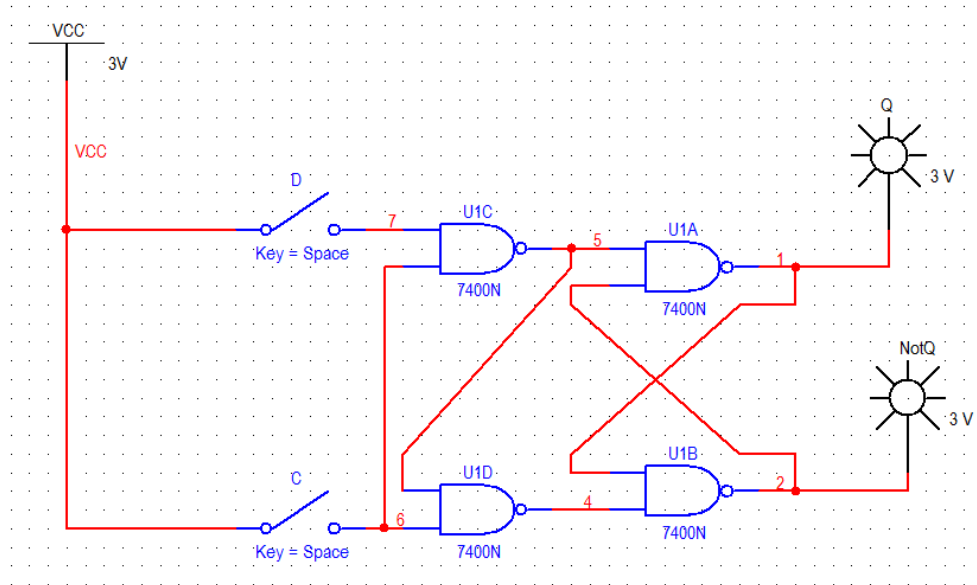 VCC
3V
VCC
Q
3 V
D
7
Key = Space
U1C
7400N
5
U1A
1
7400N
NotQ
3 V
C
6
Key = Space
U1D
7400N
4
U1B
2
7400N